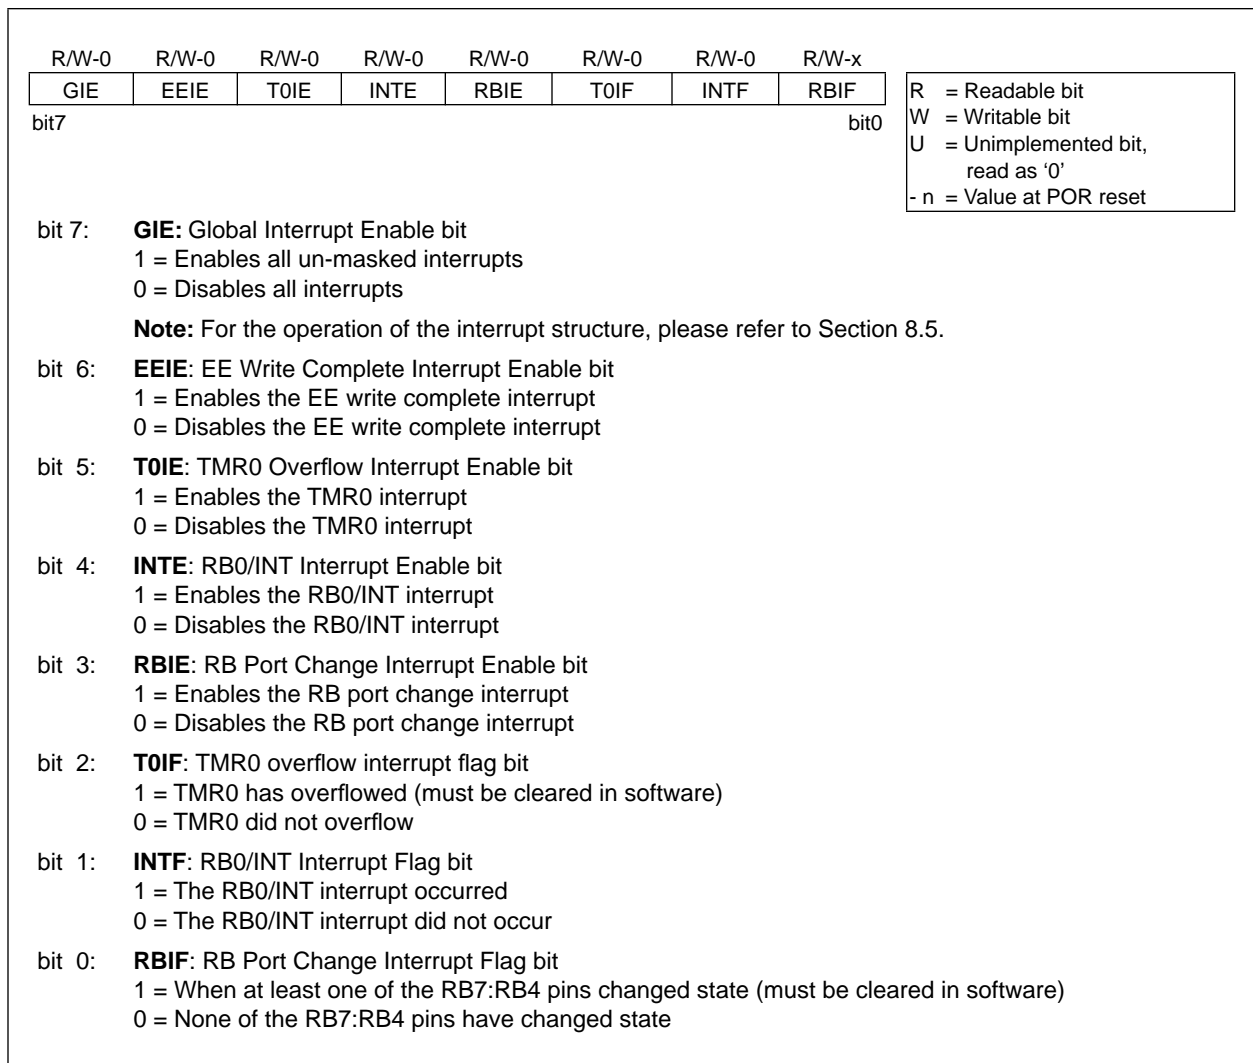 R/W-0 R/W-0 R/W-0 R/W-0 R/W-0 R/W-0 R/W-0 R/W-x
GIE EEIE T0IE INTE RBIE T0IF INTF RBIF
bit7 bit0
R = Readable bit
W = Writable bit
U = Unimplemented bit,
read as ‘0’
- n = Value at POR reset
bit 7: GIE: Global Interrupt Enable bit
1 = Enables all un-masked interrupts
0 = Disables all interrupts
Note: For the operation of the interrupt structure, please refer to Section 8.5.
bit 6: EEIE: EE Write Complete Interrupt Enable bit
1 = Enables the EE write complete interrupt
0 = Disables the EE write complete interrupt
bit 5: T0IE: TMR0 Overflow Interrupt Enable bit
1 = Enables the TMR0 interrupt
0 = Disables the TMR0 interrupt
bit 4: INTE: RB0/INT Interrupt Enable bit
1 = Enables the RB0/INT interrupt
0 = Disables the RB0/INT interrupt
bit 3: RBIE: RB Port Change Interrupt Enable bit
1 = Enables the RB port change interrupt
0 = Disables the RB port change interrupt
bit 2: T0IF: TMR0 overflow interrupt flag bit
1 = TMR0 has overflowed (must be cleared in software)
0 = TMR0 did not overflow
bit 1: INTF: RB0/INT Interrupt Flag bit
1 = The RB0/INT interrupt occurred
0 = The RB0/INT interrupt did not occur
bit 0: RBIF: RB Port Change Interrupt Flag bit
1 = When at least one of the RB7:RB4 pins changed state (must be cleared in software)
0 = None of the RB7:RB4 pins have changed state